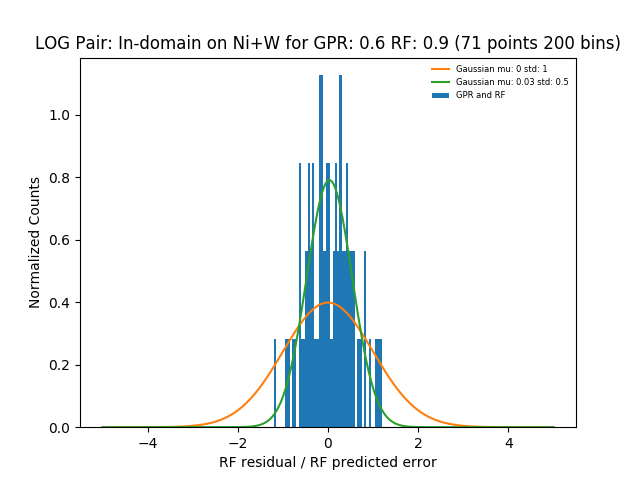 LOG Pair: In-domain on Ni+W for GPR: 0.6 RF: 0.9 (71 points 200 bins)
Gaussian mu: 0 std: 1
Gaussian mu: 0.03 std: 0.5
GPR and RF
Normalized Counts
1.0
0.8
0.6
0.4
0.2
0.0
−4 −2 0 2 4
RF residual / RF predicted error